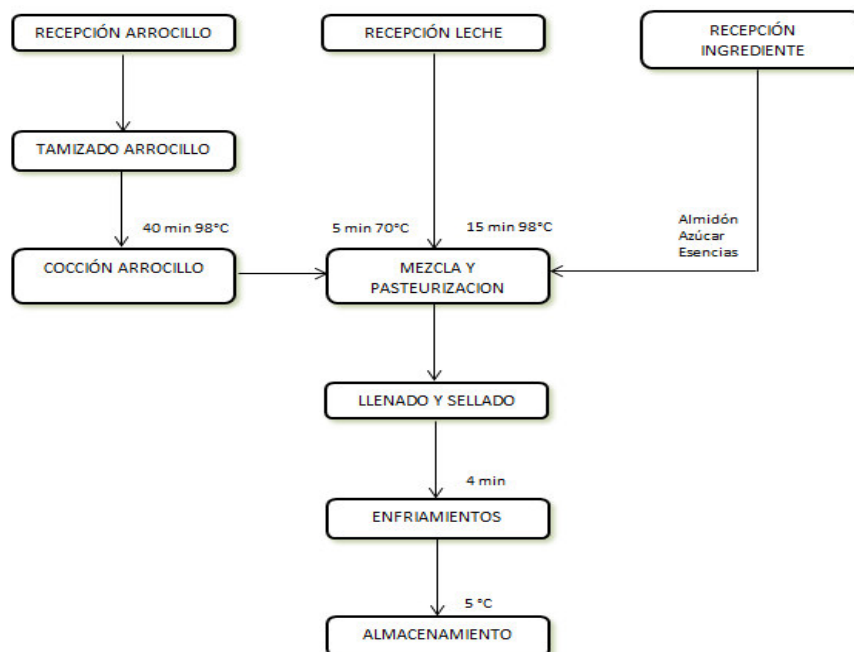 RECEPCIÓN ARROCILLO
RECEPCIÓN LECHE
RECEPCIÓN
INGREDIENTE
TAMIZADO ARROCILLO
40 min 98°C
5 min 70°C
15 min 98°C
Almidón
Azúcar
Esencias
COCCIÓN ARROCILLO
MEZCLA Y
PASTEURIZACION
LLENADO Y SELLADO
4 min
ENFRIAMIENTOS
5 °C
ALMACENAMIENTO